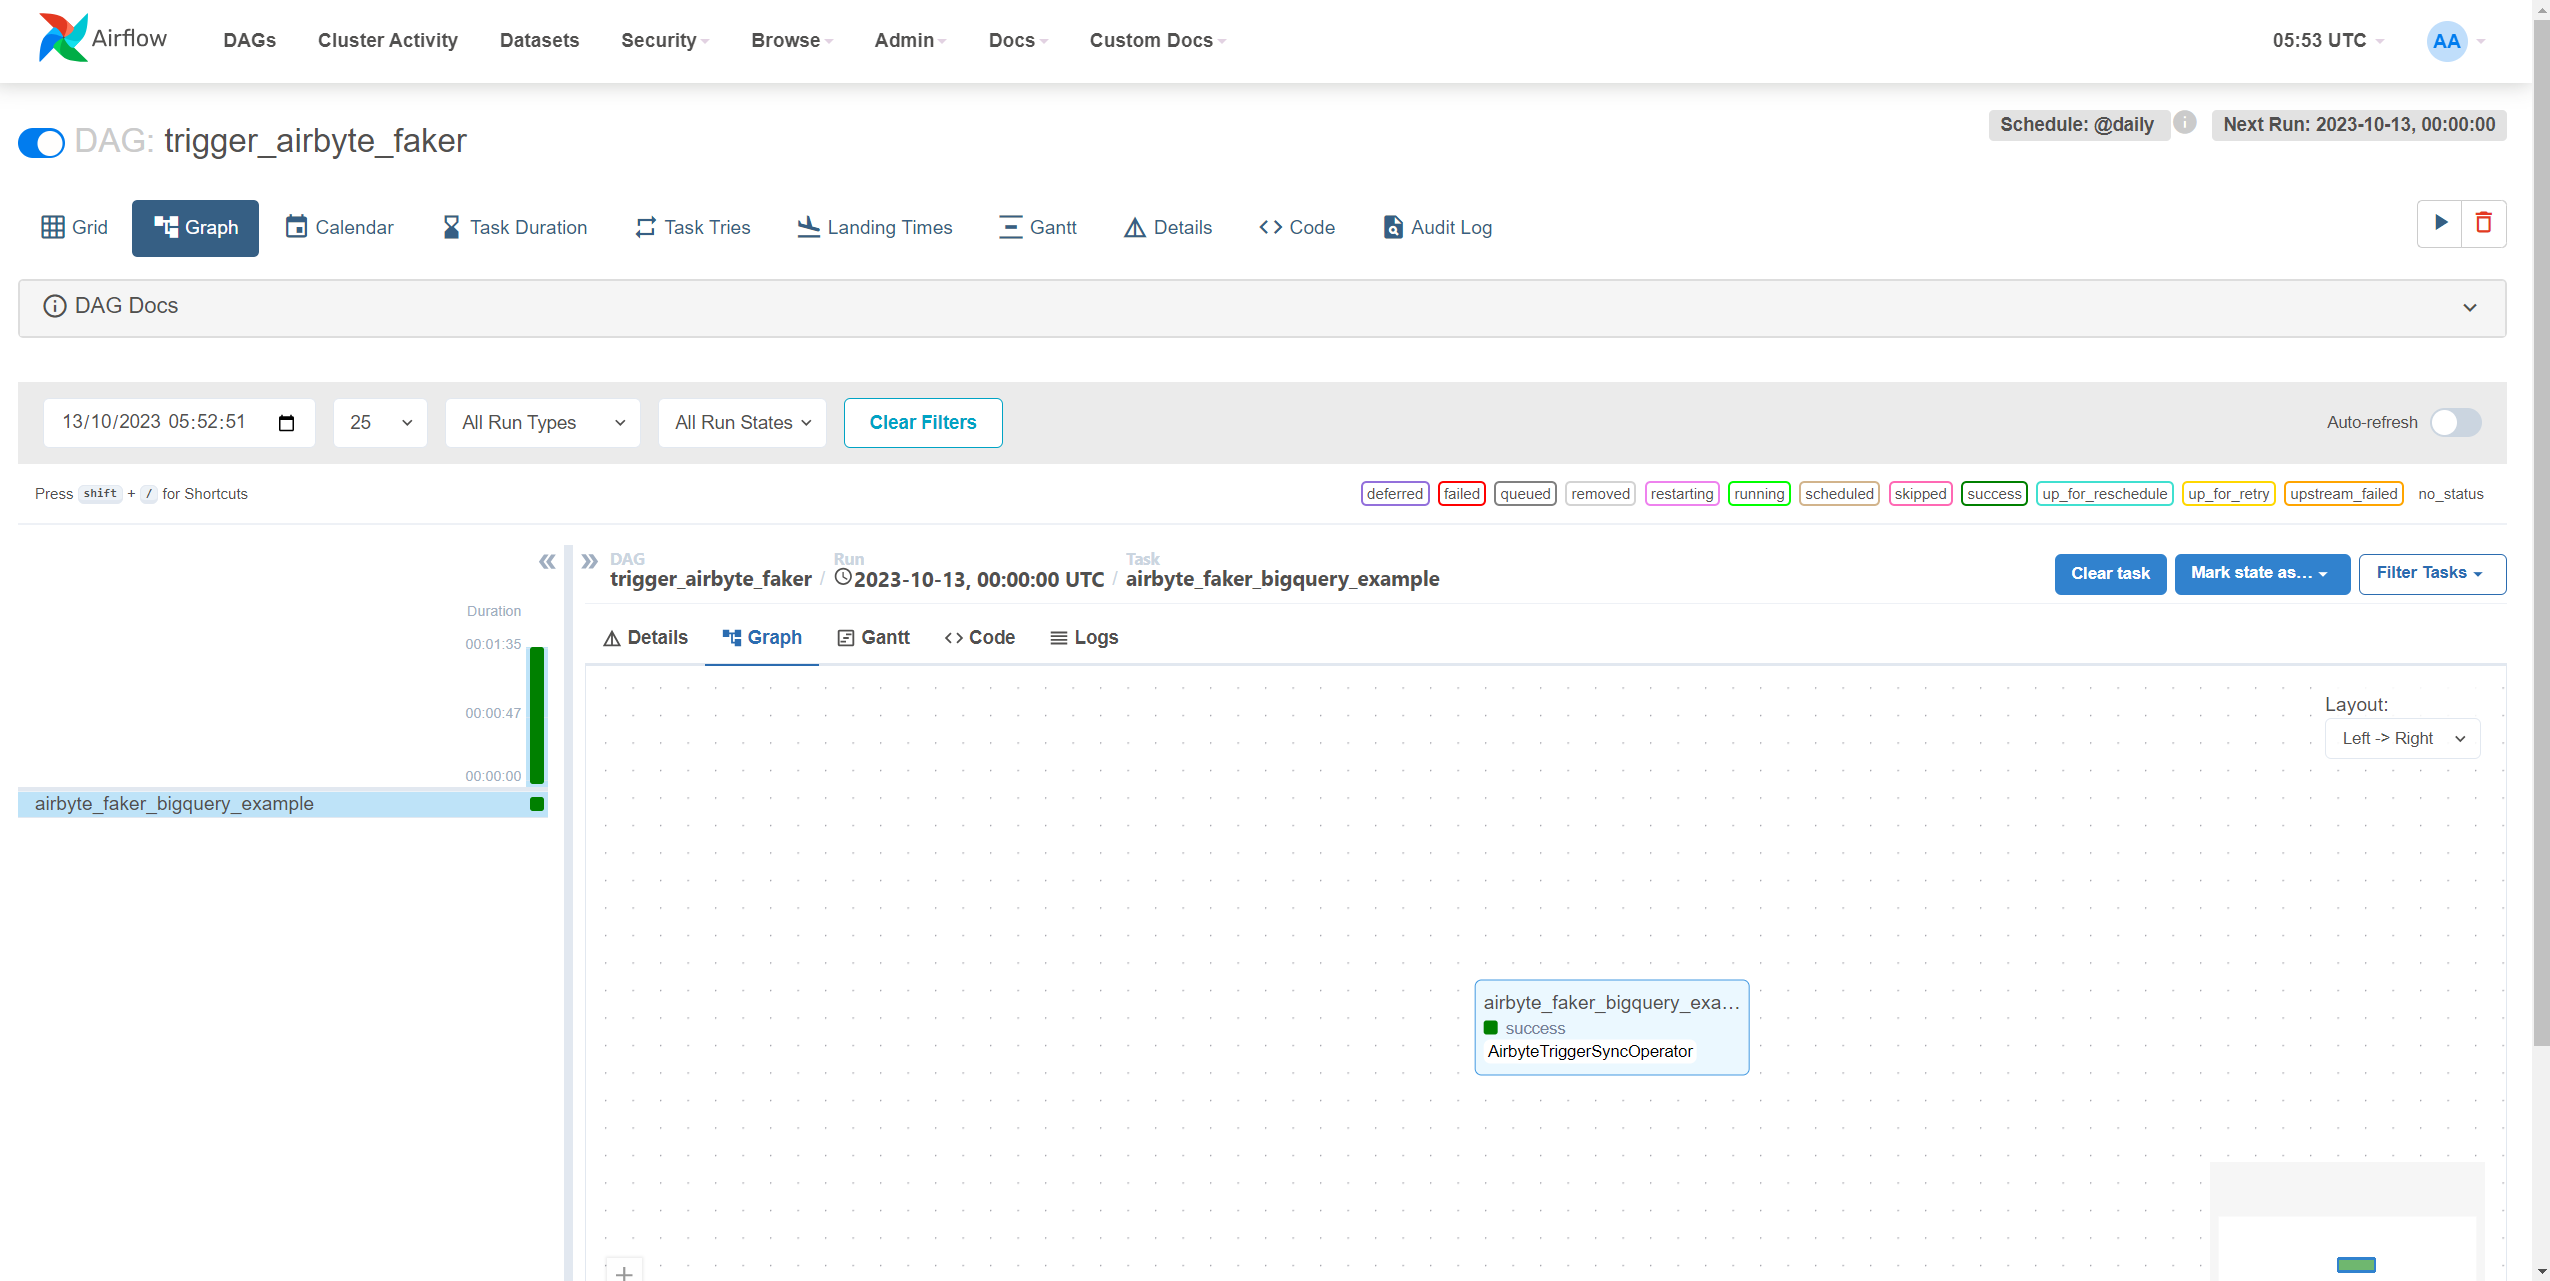 Airflow DAGs Cluster Activity Datasets Security Browse Admin Docs Custom Docs 05:53 UTC AA
DAG: trigger_airbyte_faker Schedule: @daily Next Run: 2023-10-13, 00:00:00
Grid Graph Calendar Task Duration Task Tries Landing Times Gantt Details Code Audit Log
DAG Docs
13/10/2023 05:52:51 25 All Run Types All Run States Clear Filters Auto-refresh
Press shift + / for Shortcuts deferred failed queued removed restarting running scheduled skipped success up_for_reschedule up_for_retry upstream_failed no_status
DAG Run Task
trigger_airbyte_faker / 2023-10-13, 00:00:00 UTC / airbyte_faker_bigquery_example Clear task Mark state as... Filter Tasks
Duration
00:01:35
00:00:47
00:00:00
airbyte_faker_bigquery_example
Details Graph Gantt Code Logs
Layout:
Left -> Right
airbyte_faker_bigquery_exa...
success
AirbyteTriggerSyncOperator